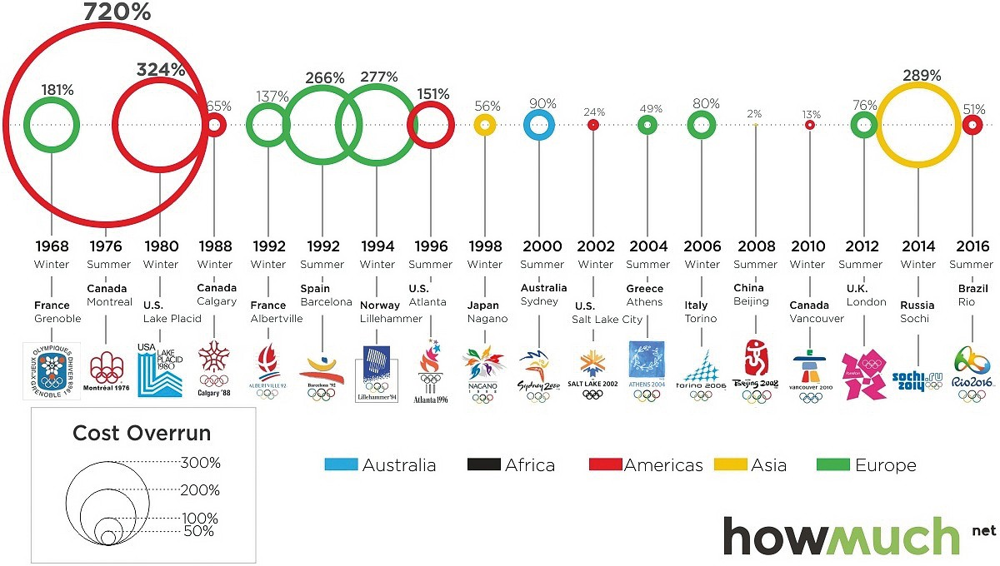 720%
324%
181%
65%
137%
266%
277%
151%
56%
90%
24%
49%
80%
2%
13%
76%
289%
51%
1968 1976 1980 1988 1992 1992 1994 1996 1998 2000 2002 2004 2006 2008 2010 2012 2014 2016
Winter Summer Winter Winter Winter Summer Winter Summer Winter Summer Winter Summer Winter Summer Winter Summer Winter Summer
France
Grenoble
Canada
Montreal
U.S.
Lake Placid
Canada
Calgary
France
Albertville
Spain
Barcelona
Norway
Lillehammer
U.S.
Atlanta
Japan
Nagano
Australia
Sydney
U.S.
Salt Lake City
Greece
Athens
Italy
Torino
China
Beijing
Canada
Vancouver
U.K.
London
Russia
Sochi
Brazil
Rio
Montréal 1976
USA
LAKE
PLACID
1980
Calgary '88
ALBERTVILLE 92
Barcelona '92
Lillehammer'94
Atlanta 1996
NAGANO
1998
Sydney 2000
SALT LAKE 2002
ATHENS 2004
torino 2006
Beijing 2008
vancouver 2010
london
sochi.ru
2014
Rio2016
Cost Overrun
300%
200%
100%
50%
Australia
Africa
Americas
Asia
Europe
howmuch net